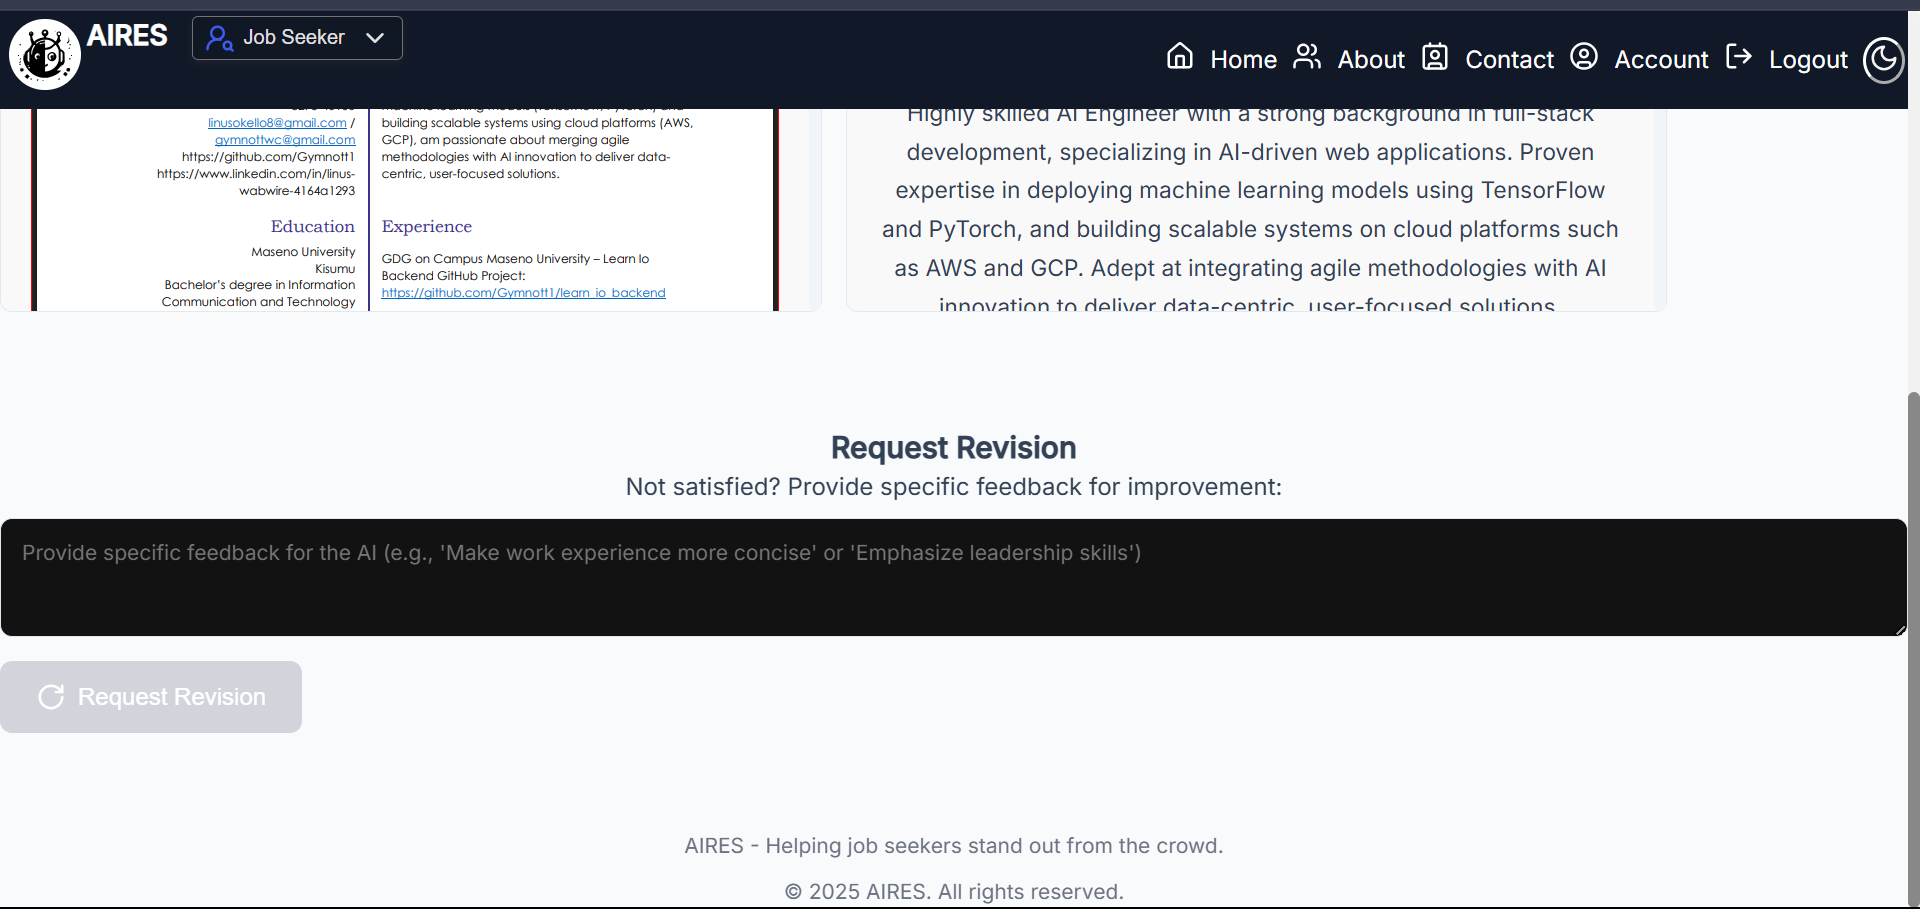 AIRES
Job Seeker
Home
About
Contact
Account
Logout
linusokello8@gmail.com /
gymnottwc@gmail.com
https://github.com/Gymnott1
https://www.linkedin.com/in/linus-
wabwire-4164a1293
Education
Maseno University
Kisumu
Bachelor's degree in Information
Communication and Technology
building scalable systems using cloud platforms (AWS,
GCP), am passionate about merging agile
methodologies with AI innovation to deliver data-
centric, user-focused solutions.
Experience
GDG on Campus Maseno University – Learn Io
Backend GitHub Project:
https://github.com/Gymnott1/learn_io_backend
Highly skilled AI Engineer with a strong background in full-stack
development, specializing in AI-driven web applications. Proven
expertise in deploying machine learning models using TensorFlow
and PyTorch, and building scalable systems on cloud platforms such
as AWS and GCP. Adept at integrating agile methodologies with AI
innovation to deliver data-centric, user-focused solutions.
Request Revision
Not satisfied? Provide specific feedback for improvement:
Provide specific feedback for the AI (e.g., 'Make work experience more concise' or 'Emphasize leadership skills')
Request Revision
AIRES - Helping job seekers stand out from the crowd.
© 2025 AIRES. All rights reserved.